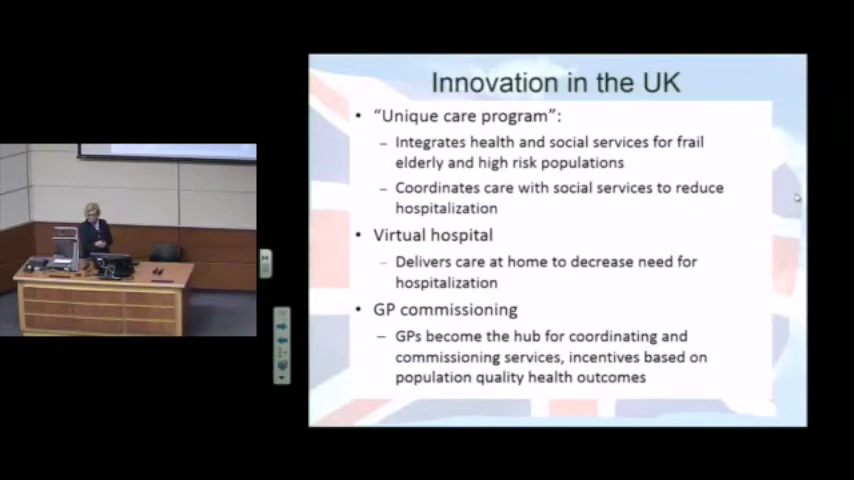 Innovation in the UK
• “Unique care program”:
– Integrates health and social services for frail
elderly and high risk populations
– Coordinates care with social services to reduce
hospitalization
• Virtual hospital
– Delivers care at home to decrease need for
hospitalization
• GP commissioning
– GPs become the hub for coordinating and
commissioning services, incentives based on
population quality health outcomes